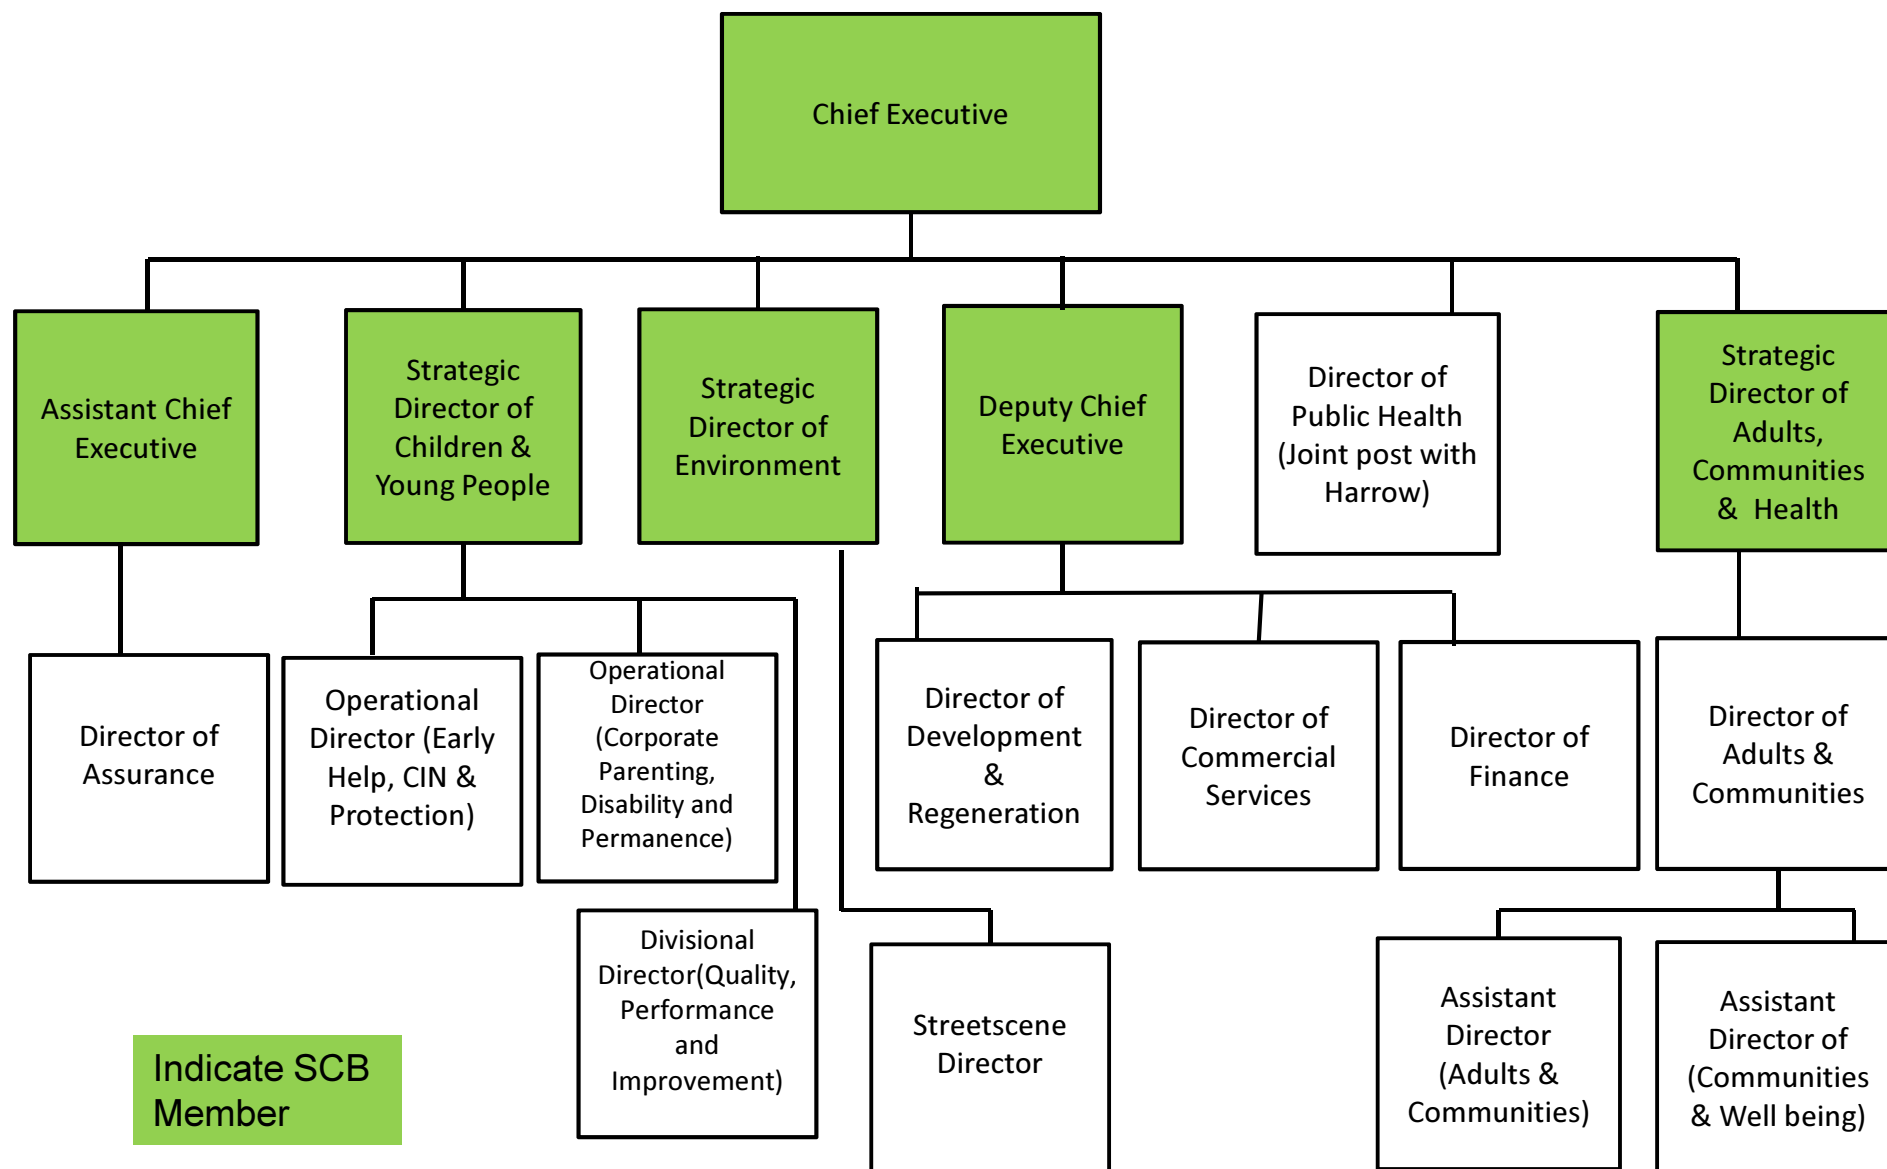 Chief Executive
Assistant Chief
Executive
Strategic
Director of
Children &
Young People
Strategic
Director of
Environment
Deputy Chief
Executive
Director of
Public Health
(Joint post with
Harrow)
Strategic
Director of
Adults,
Communities
& Health
Director of
Assurance
Operational
Director (Early
Help, CIN &
Protection)
Operational
Director
(Corporate
Parenting,
Disability and
Permanence)
Director of
Development
&
Regeneration
Director of
Commercial
Services
Director of
Finance
Director of
Adults &
Communities
Divisional
Director(Quality,
Performance
and
Improvement)
Streetscene
Director
Assistant
Director
(Adults &
Communities)
Assistant
Director of
(Communities
& Well being)
Indicate SCB
Member